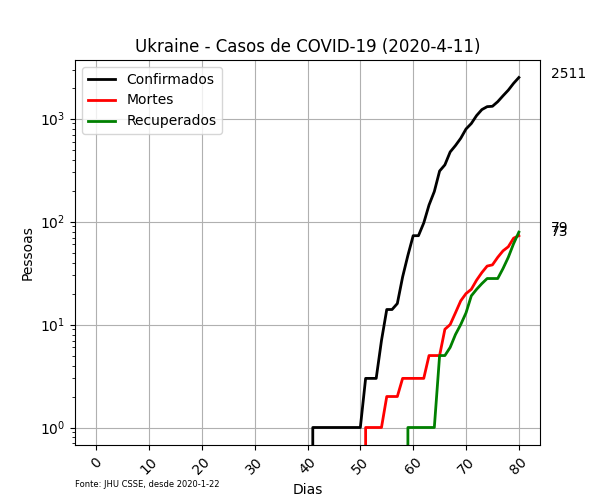 Ukraine - Casos de COVID-19 (2020-4-11)
Confirmados
Mortes
Recuperados
2511
79
73
Pessoas
10³
10²
10¹
10⁰
0 10 20 30 40 50 60 70 80
Dias
Fonte: JHU CSSE, desde 2020-1-22